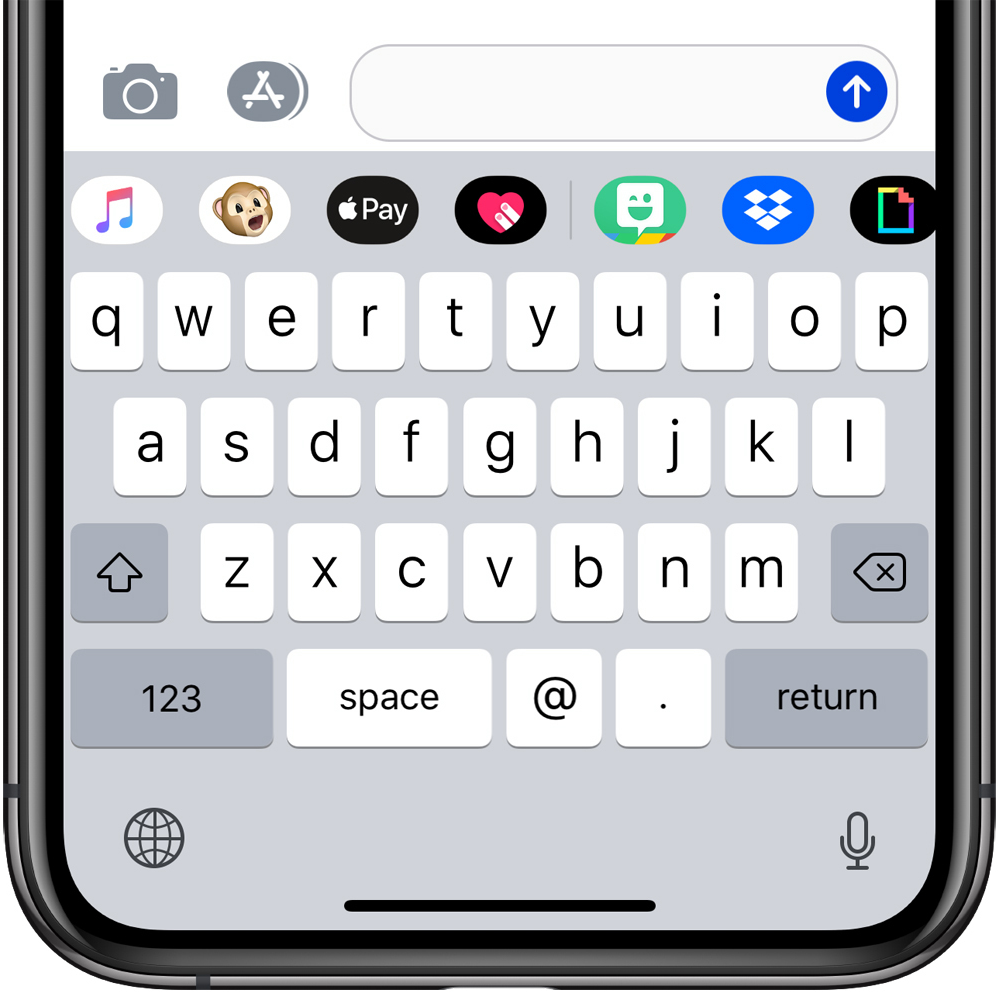 Pay
q w e r t y u i o p
a s d f g h j k l
z x c v b n m
123 space @ . return